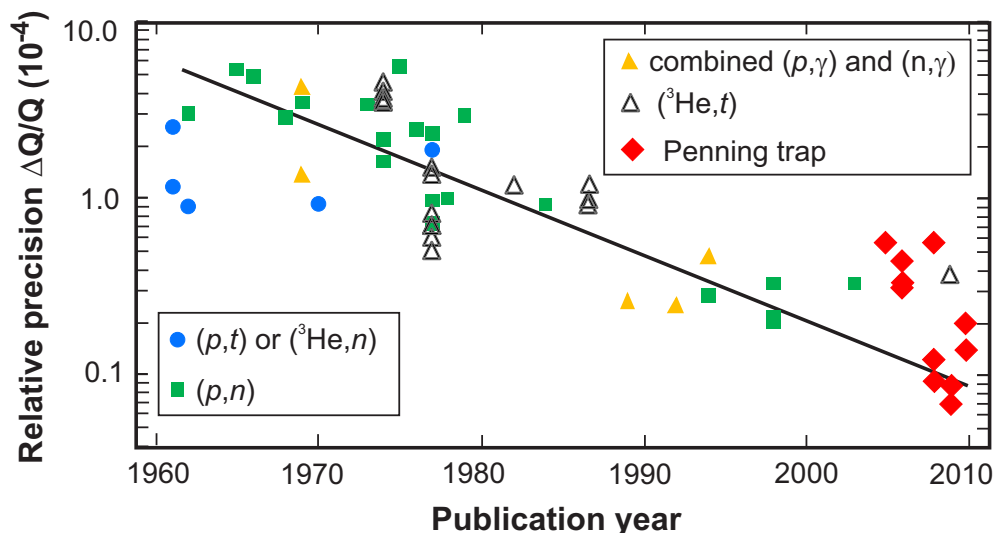 Relative precision ΔQ/Q (10⁻⁴)
10.0
1.0
0.1
combined (p,γ) and (n,γ)
(³He,t)
Penning trap
(p,t) or (³He,n)
(p,n)
1960 1970 1980 1990 2000 2010
Publication year